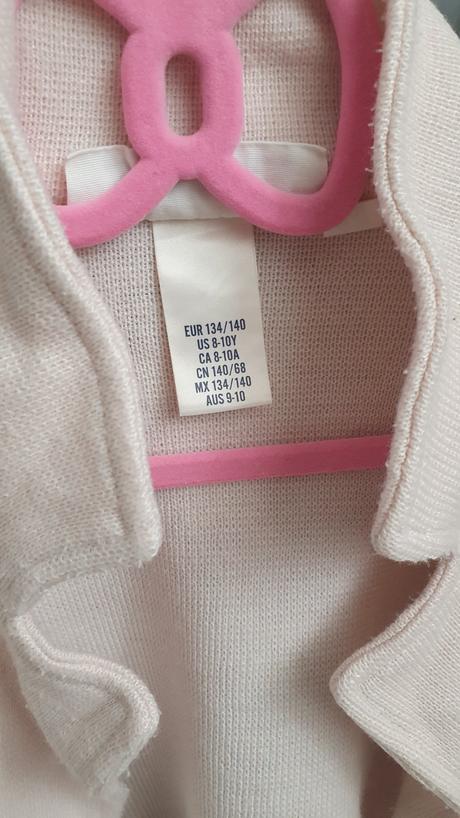 EUR 134/140
US 8-10Y
CA 8-10A
CN 140/68
MX 134/140
AUS 9-10